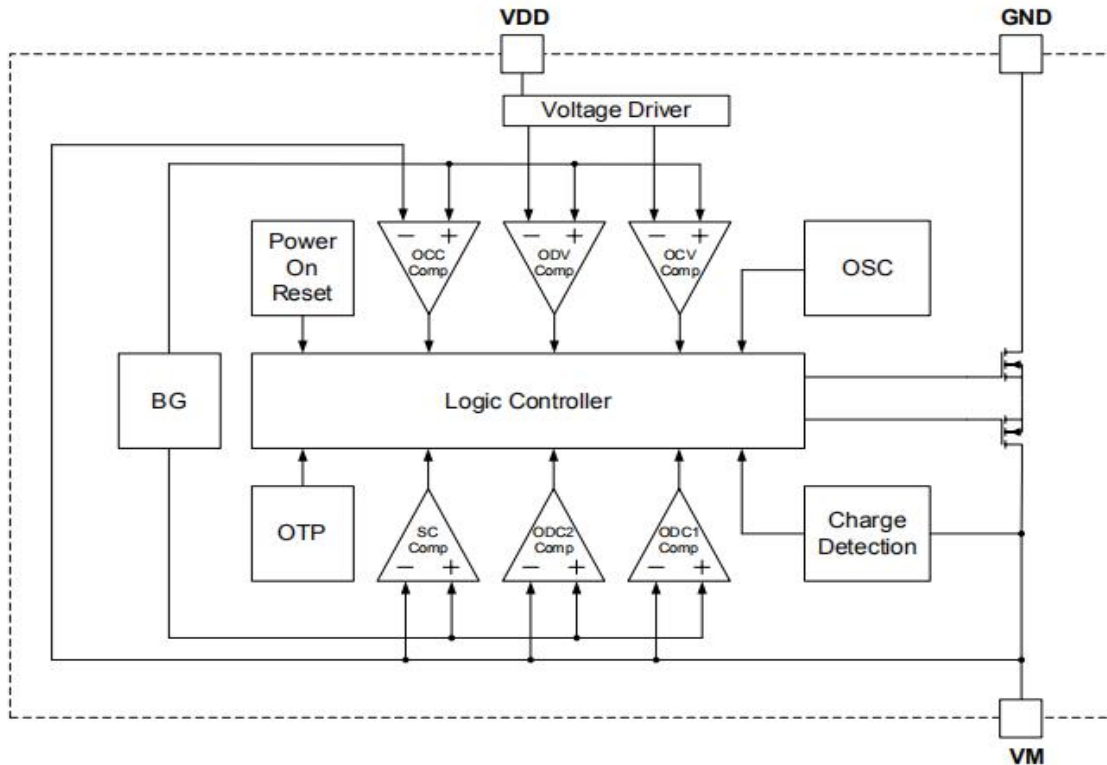 VDD
GND
Voltage Driver
Power
On
Reset
− +
OCC
Comp
− +
ODV
Comp
− +
OCV
Comp
OSC
BG
Logic Controller
OTP
SC
Comp
− +
ODC2
Comp
− +
ODC1
Comp
− +
Charge
Detection
VM